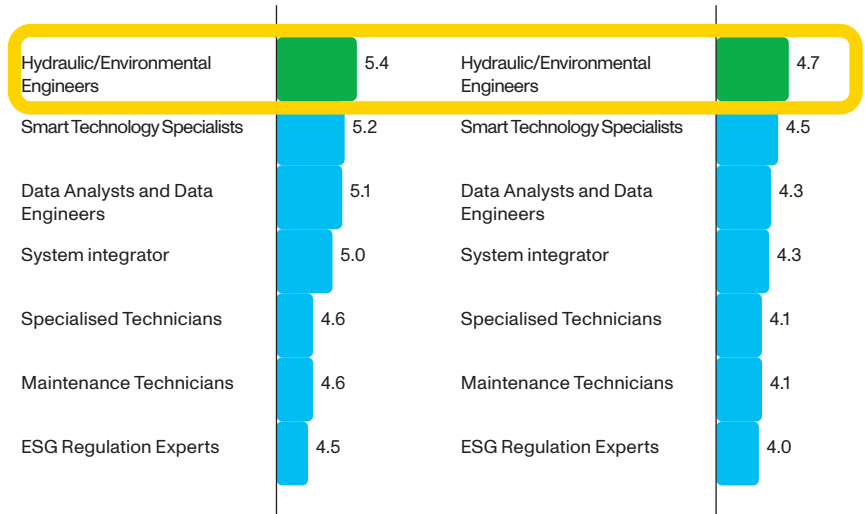 Hydraulic/Environmental
Engineers
5.4
Smart Technology Specialists
5.2
Data Analysts and Data
Engineers
5.1
System integrator
5.0
Specialised Technicians
4.6
Maintenance Technicians
4.6
ESG Regulation Experts
4.5
Hydraulic/Environmental
Engineers
4.7
Smart Technology Specialists
4.5
Data Analysts and Data
Engineers
4.3
System integrator
4.3
Specialised Technicians
4.1
Maintenance Technicians
4.1
ESG Regulation Experts
4.0